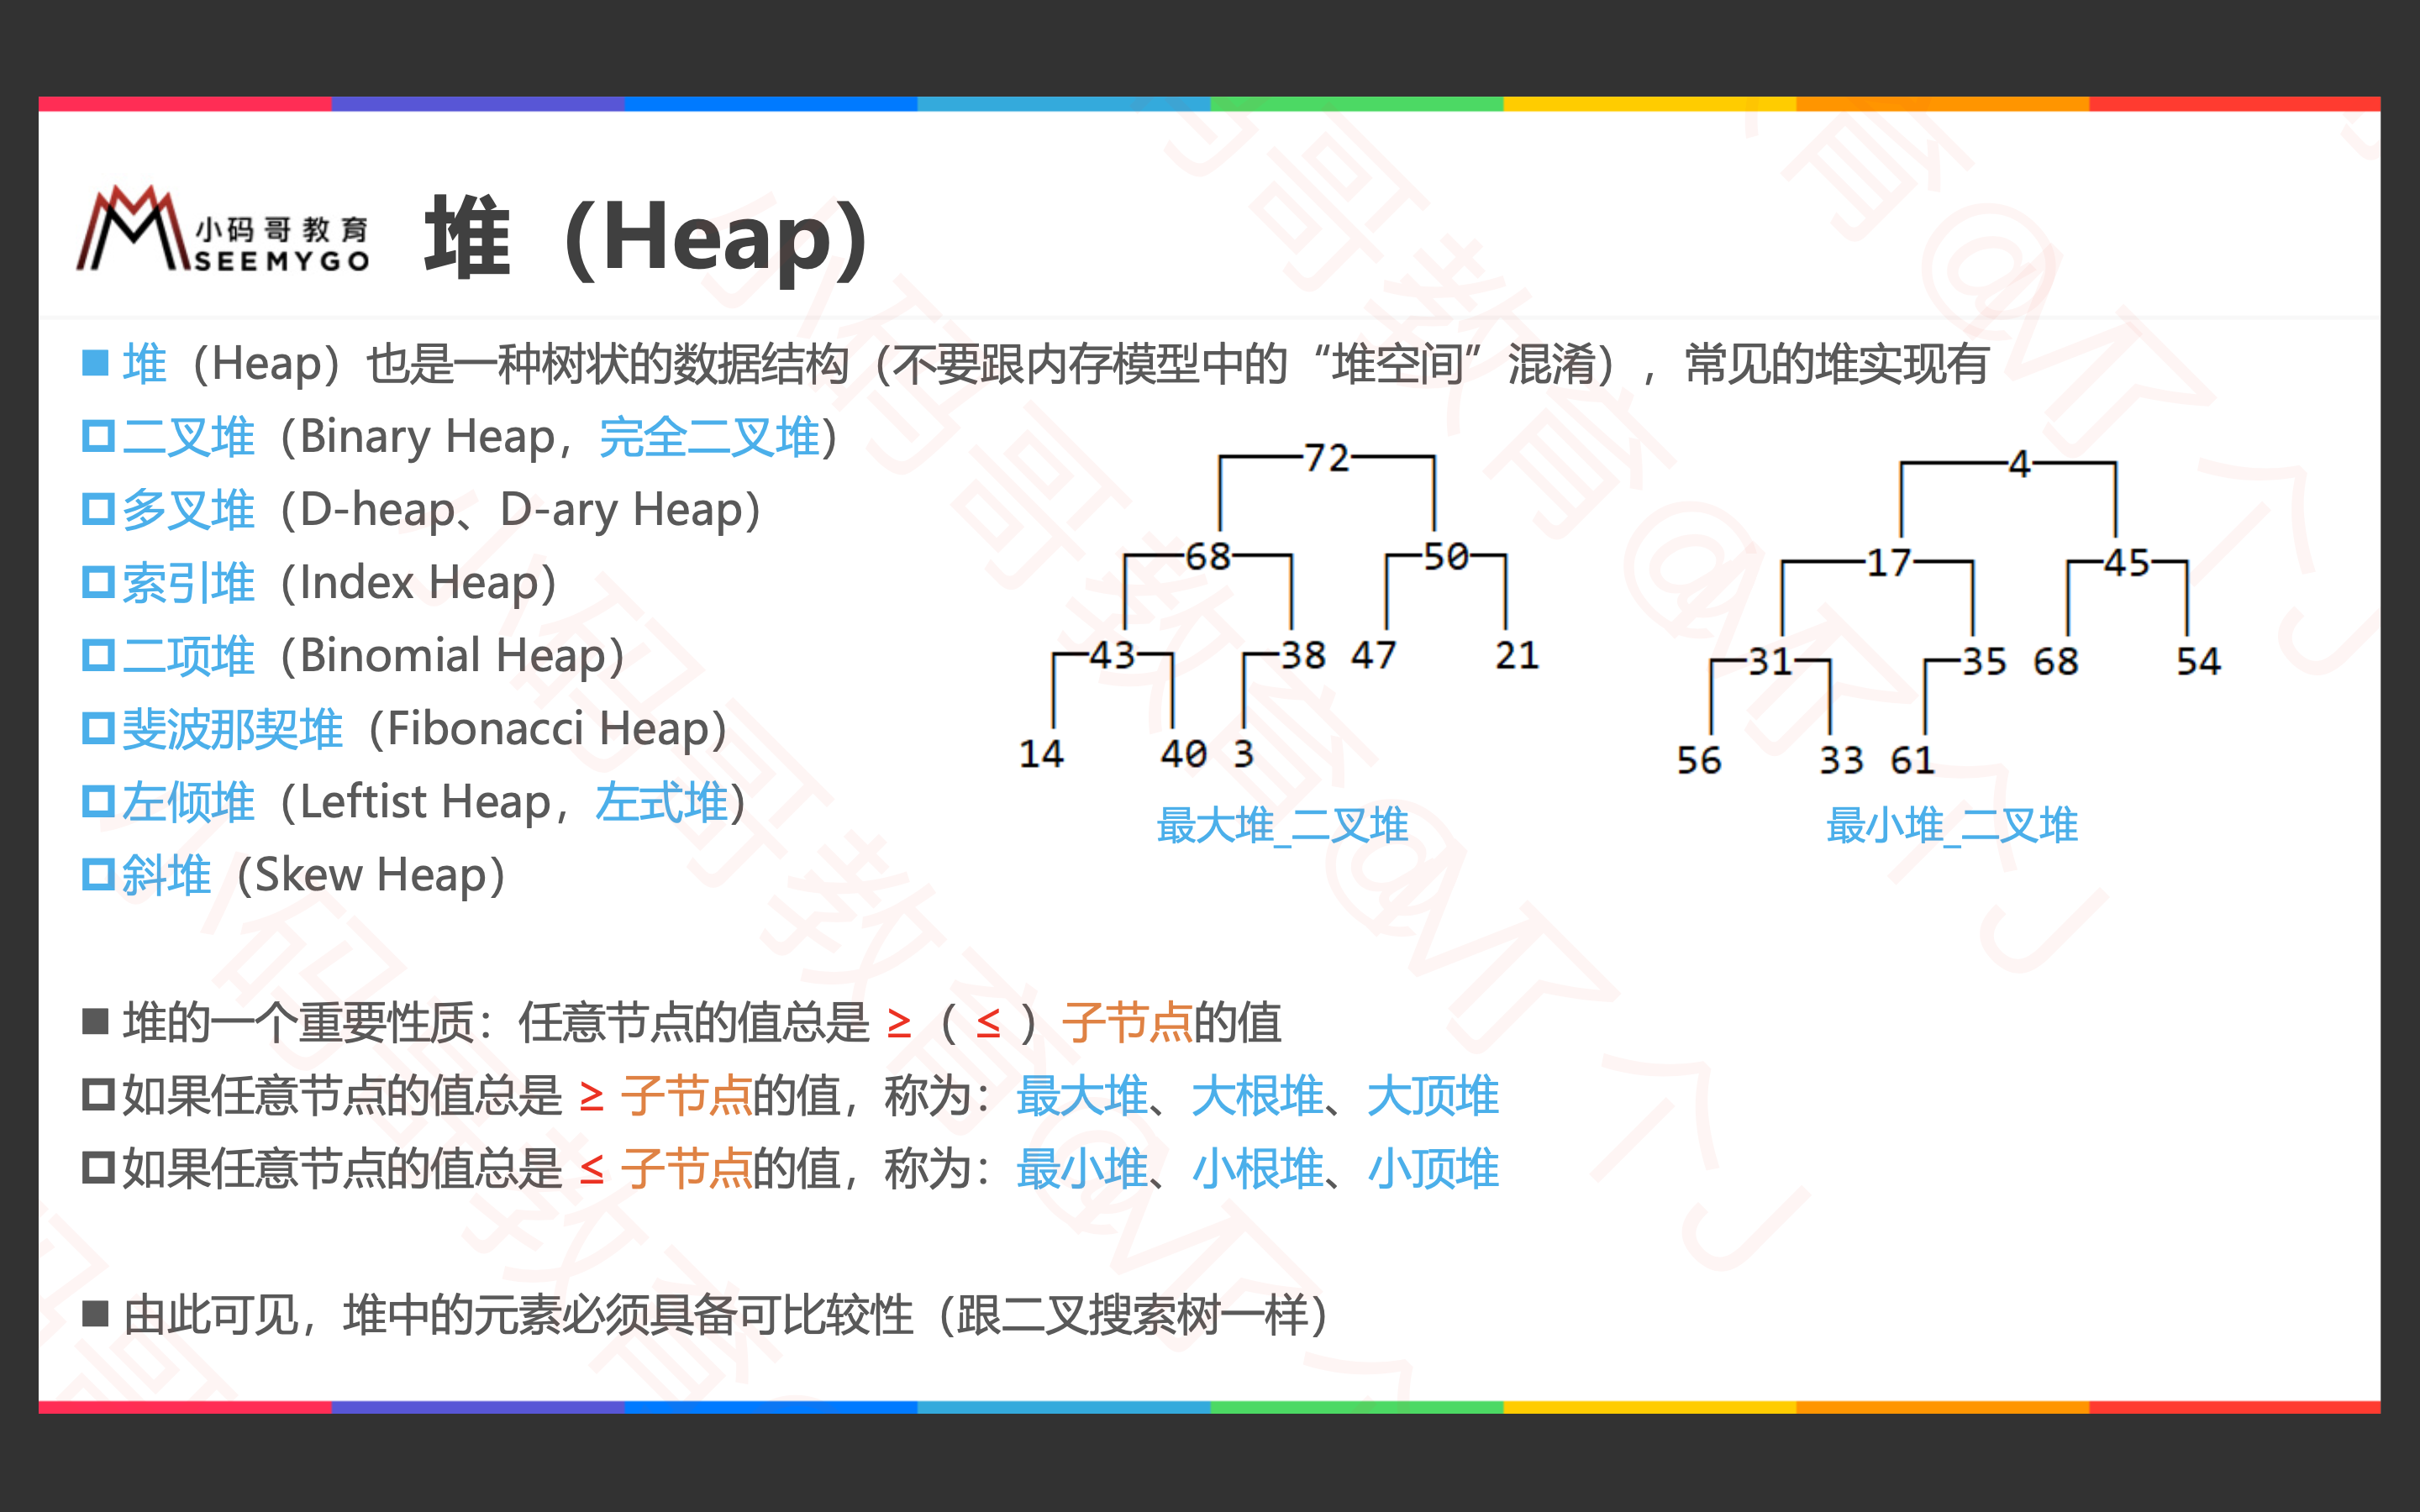 小码哥教育
SEEMYGO
堆（Heap）
堆（Heap）也是一种树状的数据结构（不要跟内存模型中的“堆空间”混淆），常见的堆实现有
二叉堆（Binary Heap，完全二叉堆）
多叉堆（D-heap、D-ary Heap）
索引堆（Index Heap）
二项堆（Binomial Heap）
斐波那契堆（Fibonacci Heap）
左倾堆（Leftist Heap，左式堆）
斜堆（Skew Heap）
72
68 50
43 38 47 21
14 40 3
最大堆_二叉堆
4
17 45
31 35 68 54
56 33 61
最小堆_二叉堆
堆的一个重要性质：任意节点的值总是 ≥（ ≤ ）子节点的值
如果任意节点的值总是 ≥ 子节点的值，称为：最大堆、大根堆、大顶堆
如果任意节点的值总是 ≤ 子节点的值，称为：最小堆、小根堆、小顶堆
由此可见，堆中的元素必须具备可比较性（跟二叉搜索树一样）
小码哥教育@M了个J